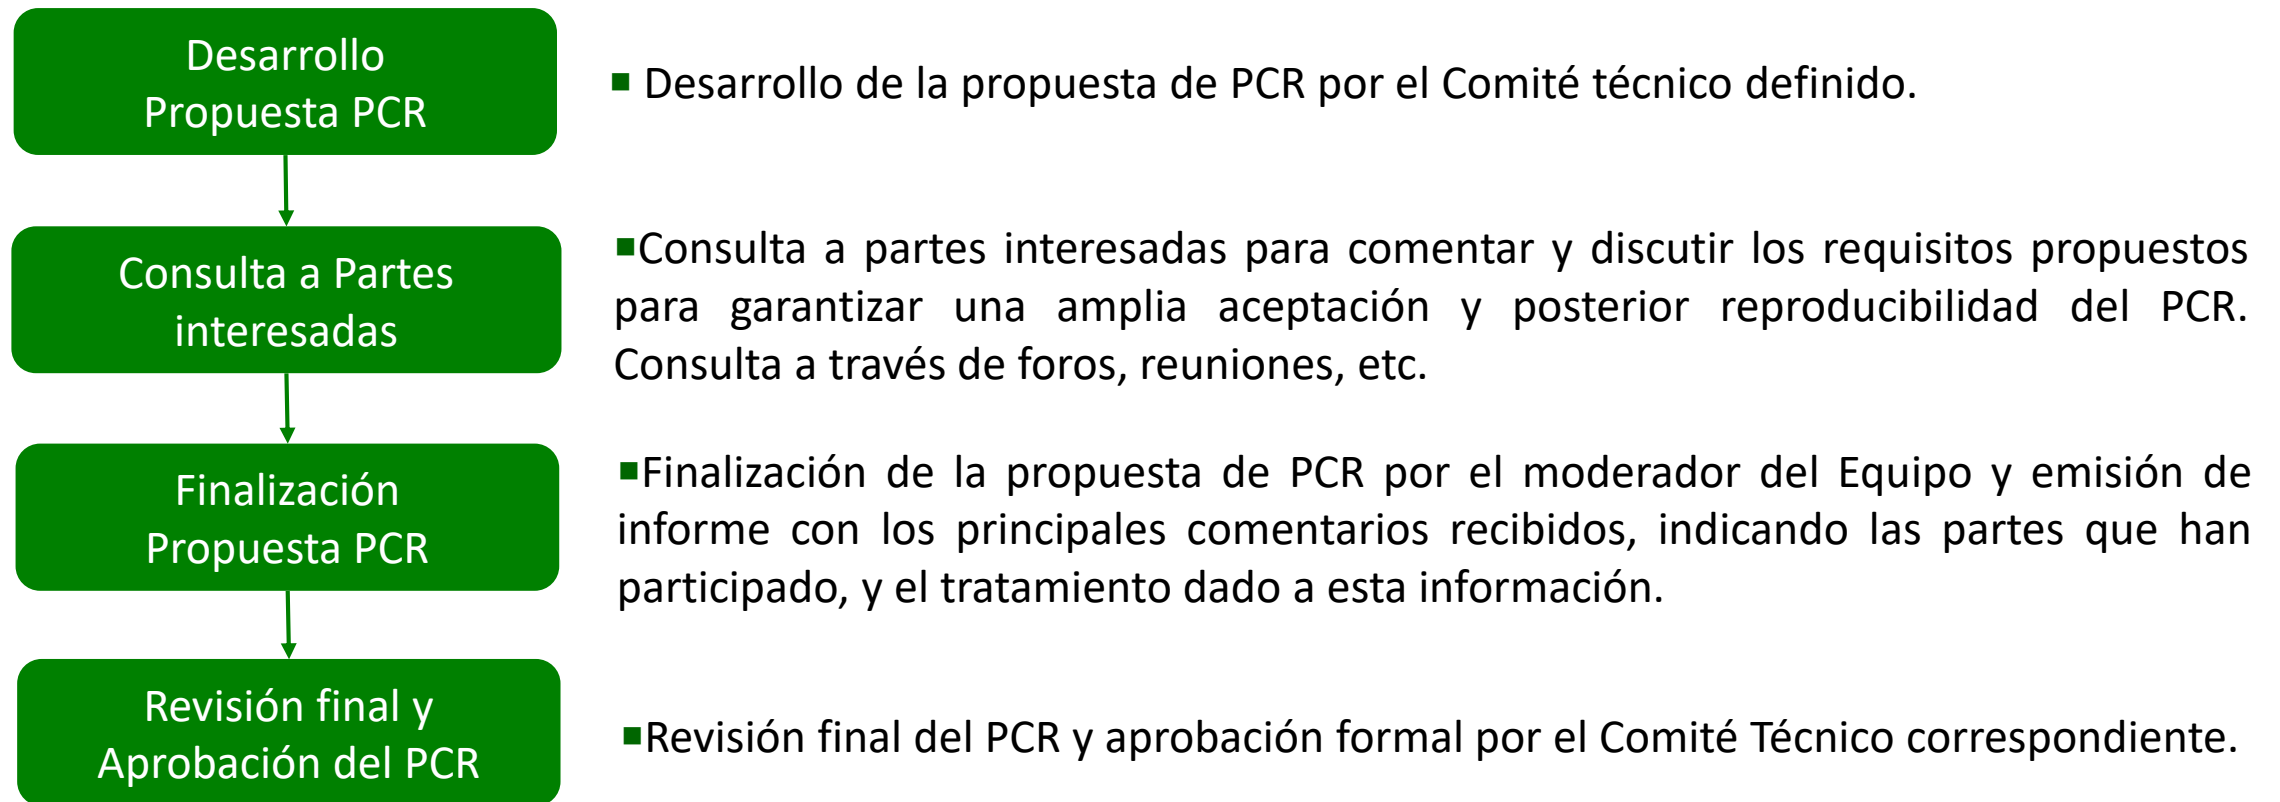 Desarrollo
Propuesta PCR
▪ Desarrollo de la propuesta de PCR por el Comité técnico definido.
Consulta a Partes
interesadas
▪Consulta a partes interesadas para comentar y discutir los requisitos propuestos
para garantizar una amplia aceptación y posterior reproducibilidad del PCR.
Consulta a través de foros, reuniones, etc.
Finalización
Propuesta PCR
▪Finalización de la propuesta de PCR por el moderador del Equipo y emisión de
informe con los principales comentarios recibidos, indicando las partes que han
participado, y el tratamiento dado a esta información.
Revisión final y
Aprobación del PCR
▪Revisión final del PCR y aprobación formal por el Comité Técnico correspondiente.